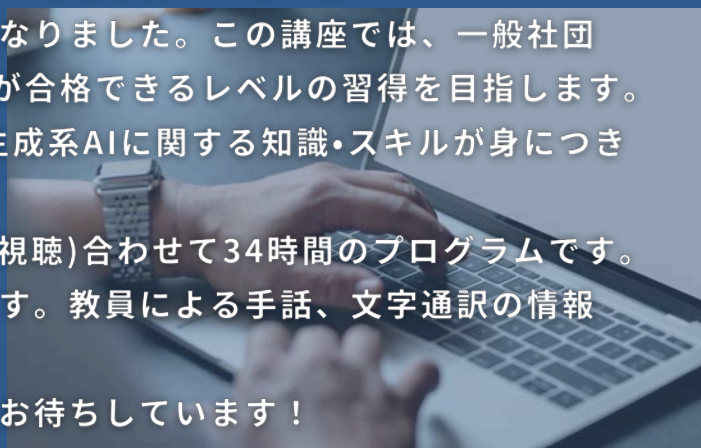 なりました。この講座では、一般社団
が合格できるレベルの習得を目指します。
生成系AIに関する知識・スキルが身につき
視聴)合わせて34時間のプログラムです。
す。教員による手話、文字通訳の情報
お待ちしています！